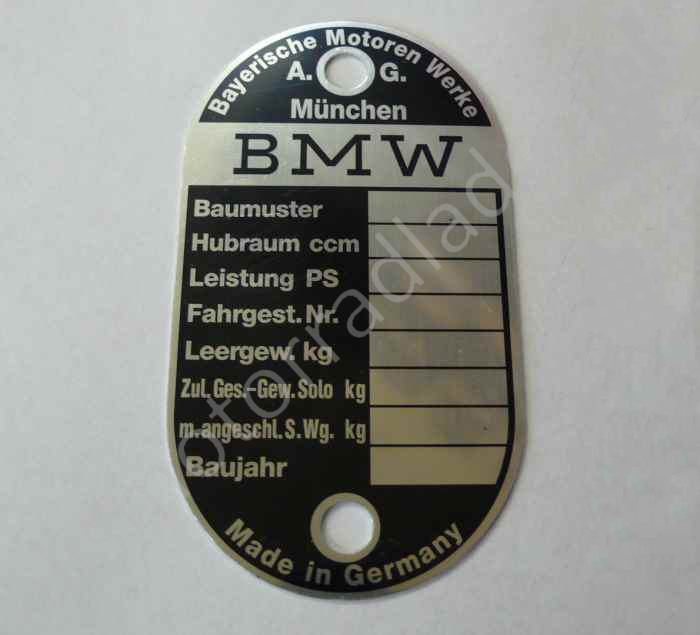 Bayerische Motoren Werke
A. G.
München
BMW
Baumuster
Hubraum ccm
Leistung PS
Fahrgest.Nr.
Leergew. kg
Zul. Ges.-Gew. Solo kg
m.angeschl. S. Wg. kg
Baujahr
Made in Germany
otorradlad